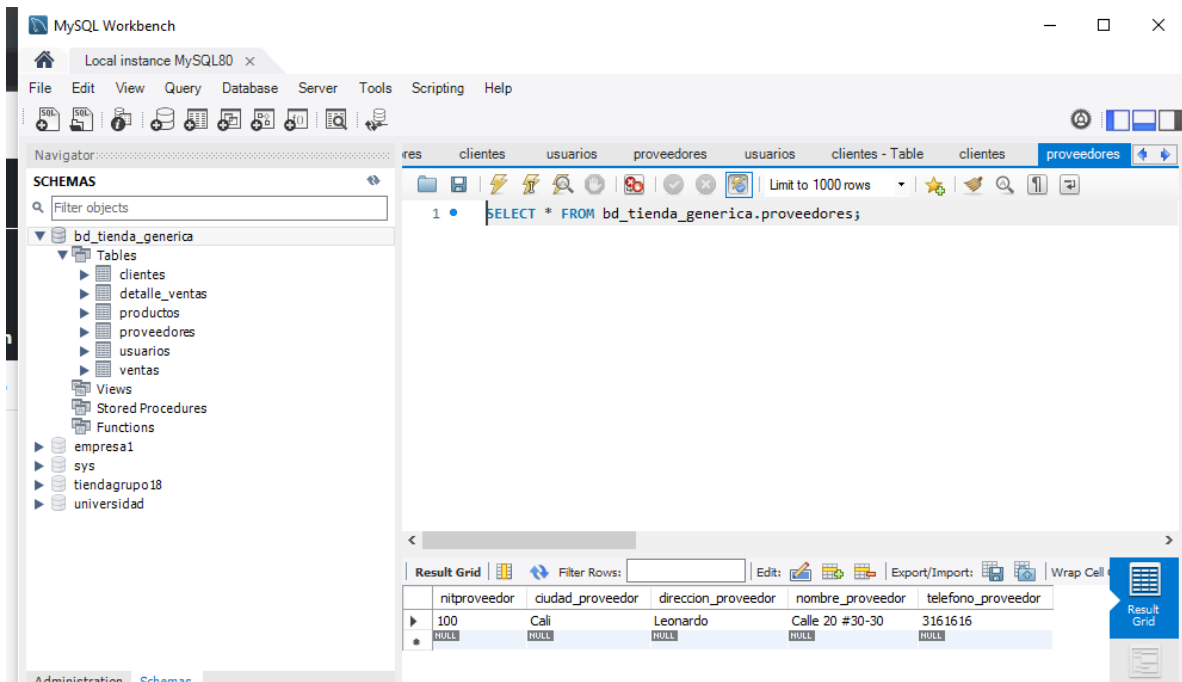 MySQL Workbench
Local instance MySQL80
File Edit View Query Database Server Tools Scripting Help
Navigator
SCHEMAS
Filter objects
bd_tienda_generica
Tables
clientes
detalle_ventas
productos
proveedores
usuarios
ventas
Views
Stored Procedures
Functions
empresa1
sys
tiendagrupo18
universidad
Administration Schemas
res clientes usuarios proveedores usuarios clientes - Table clientes proveedores
Limit to 1000 rows
1 SELECT * FROM bd_tienda_generica.proveedores;
Result Grid Filter Rows: Edit: Export/Import: Wrap Cell
nitproveedor ciudad_proveedor direccion_proveedor nombre_proveedor telefono_proveedor
100 Cali Leonardo Calle 20 #30-30 3161616
NULL NULL NULL NULL NULL
Result
Grid